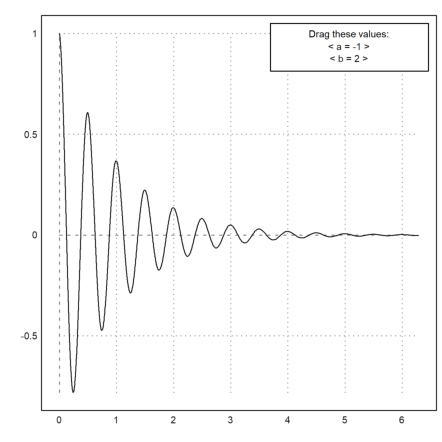 Drag these values:
< a = -1 >
< b = 2 >
1
0.5
0
-0.5
0 1 2 3 4 5 6